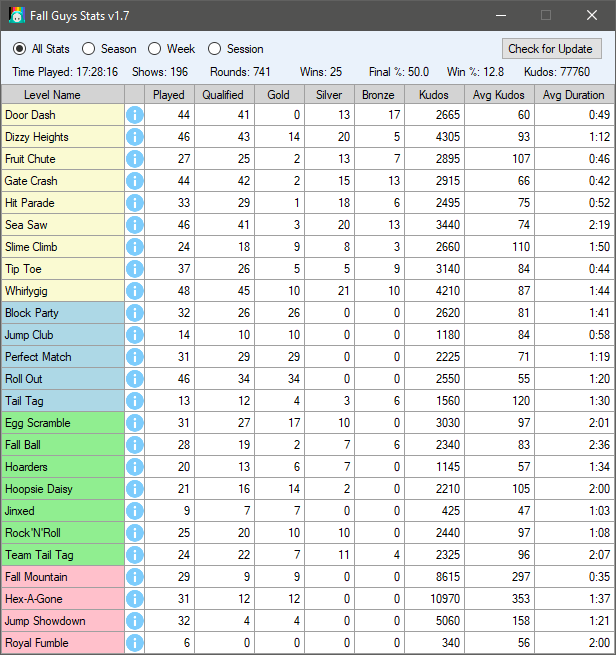 Fall Guys Stats v1.7
All Stats Season Week Session Check for Update
Time Played: 17:28:16 Shows: 196 Rounds: 741 Wins: 25 Final %: 50.0 Win %: 12.8 Kudos: 77760
Level Name Played Qualified Gold Silver Bronze Kudos Avg Kudos Avg Duration
Door Dash 44 41 0 13 17 2665 60 0:49
Dizzy Heights 46 43 14 20 5 4305 93 1:12
Fruit Chute 27 25 2 13 7 2895 107 0:46
Gate Crash 44 42 2 15 13 2915 66 0:42
Hit Parade 33 29 1 18 6 2495 75 0:52
Sea Saw 46 41 3 20 13 3440 74 2:19
Slime Climb 24 18 9 8 3 2660 110 1:50
Tip Toe 37 26 5 5 9 3140 84 0:44
Whirlygig 48 45 10 21 10 4210 87 1:44
Block Party 32 26 26 0 0 2620 81 1:41
Jump Club 14 10 10 0 0 1180 84 0:58
Perfect Match 31 29 29 0 0 2225 71 1:19
Roll Out 46 34 34 0 0 2550 55 1:20
Tail Tag 13 12 4 3 6 1560 120 1:30
Egg Scramble 31 27 17 10 0 3030 97 2:01
Fall Ball 28 19 2 7 6 2340 83 2:36
Hoarders 20 13 6 7 0 1145 57 1:34
Hoopsie Daisy 21 16 14 2 0 2210 105 2:00
Jinxed 9 7 7 0 0 425 47 1:03
Rock'N'Roll 25 20 10 10 0 2440 97 1:08
Team Tail Tag 24 22 7 11 4 2325 96 2:07
Fall Mountain 29 9 9 0 0 8615 297 0:35
Hex-A-Gone 31 12 12 0 0 10970 353 1:37
Jump Showdown 32 4 4 0 0 5060 158 1:21
Royal Fumble 6 0 0 0 0 340 56 2:00